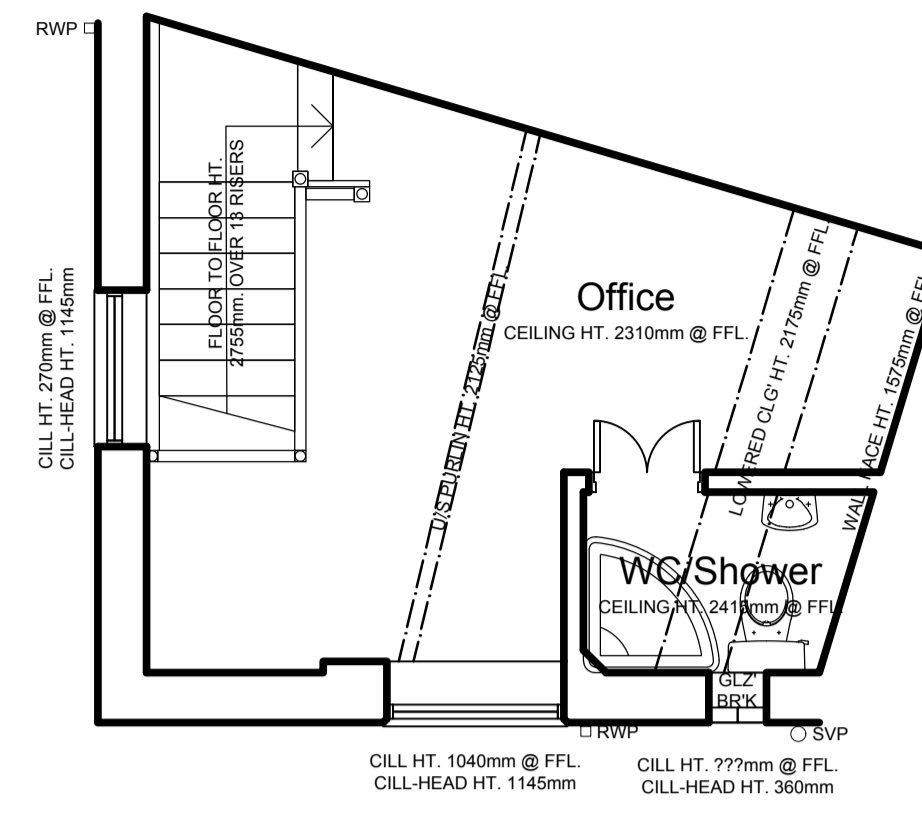 RWP
FLOOR TO FLOOR HT.
2755mm. OVER 13 RISERS
CILL HT. 270mm @ FFL.
CILL-HEAD HT. 1145mm
U/S PURLIN HT. 2125mm @ FFL.
Office
CEILING HT. 2310mm @ FFL.
LOWERED CLG' HT. 2175mm @ FFL.
WALL FACE HT. 1575mm @
WC/Shower
CEILING HT. mm @ FFL.
GLZ'
BR'K
RWP
SVP
CILL HT. 1040mm @ FFL.
CILL-HEAD HT. 1145mm
CILL HT. ???mm @ FFL.
CILL-HEAD HT. 360mm